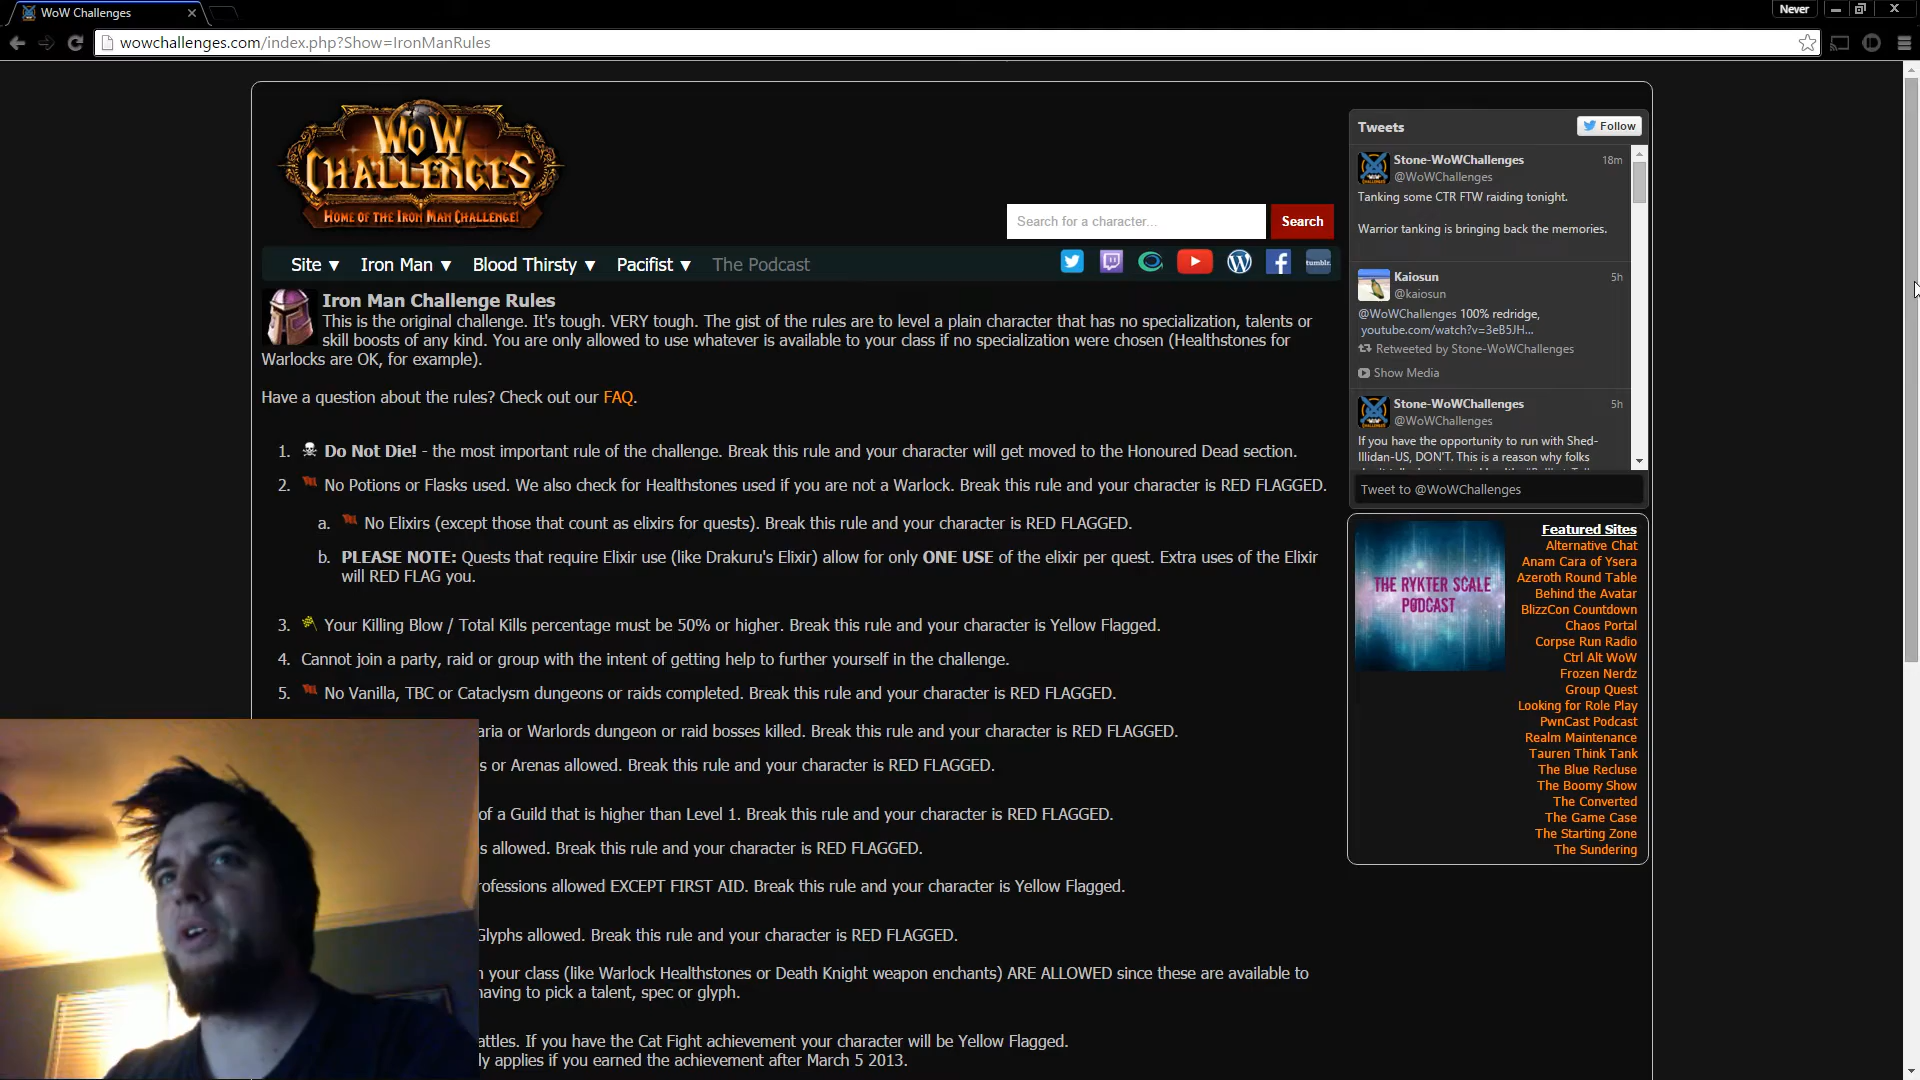 WoW Challenges
Never
wowchallenges.com/index.php?Show=IronManRules
WOW
CHALLENGES
HOME OF THE IRON MAN CHALLENGE!
Search for a character...
Search
Site ▼ Iron Man ▼ Blood Thirsty ▼ Pacifist ▼ The Podcast
tumblr.
Iron Man Challenge Rules
This is the original challenge. It's tough. VERY tough. The gist of the rules are to level a plain character that has no specialization, talents or
skill boosts of any kind. You are only allowed to use whatever is available to your class if no specialization were chosen (Healthstones for
Warlocks are OK, for example).
Have a question about the rules? Check out our FAQ.
1. Do Not Die! - the most important rule of the challenge. Break this rule and your character will get moved to the Honoured Dead section.
2. No Potions or Flasks used. We also check for Healthstones used if you are not a Warlock. Break this rule and your character is RED FLAGGED.
a. No Elixirs (except those that count as elixirs for quests). Break this rule and your character is RED FLAGGED.
b. PLEASE NOTE: Quests that require Elixir use (like Drakuru's Elixir) allow for only ONE USE of the elixir per quest. Extra uses of the Elixir
will RED FLAG you.
3. Your Killing Blow / Total Kills percentage must be 50% or higher. Break this rule and your character is Yellow Flagged.
4. Cannot join a party, raid or group with the intent of getting help to further yourself in the challenge.
5. No Vanilla, TBC or Cataclysm dungeons or raids completed. Break this rule and your character is RED FLAGGED.
aria or Warlords dungeon or raid bosses killed. Break this rule and your character is RED FLAGGED.
s or Arenas allowed. Break this rule and your character is RED FLAGGED.
of a Guild that is higher than Level 1. Break this rule and your character is RED FLAGGED.
s allowed. Break this rule and your character is RED FLAGGED.
rofessions allowed EXCEPT FIRST AID. Break this rule and your character is Yellow Flagged.
Glyphs allowed. Break this rule and your character is RED FLAGGED.
n your class (like Warlock Healthstones or Death Knight weapon enchants) ARE ALLOWED since these are available to
having to pick a talent, spec or glyph.
attles. If you have the Cat Fight achievement your character will be Yellow Flagged.
ly applies if you earned the achievement after March 5 2013.
Tweets
Follow
Stone-WoWChallenges 18m
@WoWChallenges
Tanking some CTR FTW raiding tonight.
Warrior tanking is bringing back the memories.
Kaiosun 5h
@kaiosun
@WoWChallenges 100% redridge,
youtube.com/watch?v=3eB5JH...
Retweeted by Stone-WoWChallenges
Show Media
Stone-WoWChallenges 5h
@WoWChallenges
If you have the opportunity to run with Shed-
Illidan-US, DON'T. This is a reason why folks
Tweet to @WoWChallenges
THE RYKTER SCALE
PODCAST
Featured Sites
Alternative Chat
Anam Cara of Ysera
Azeroth Round Table
Behind the Avatar
BlizzCon Countdown
Chaos Portal
Corpse Run Radio
Ctrl Alt WoW
Frozen Nerdz
Group Quest
Looking for Role Play
PwnCast Podcast
Realm Maintenance
Tauren Think Tank
The Blue Recluse
The Boomy Show
The Converted
The Game Case
The Starting Zone
The Sundering